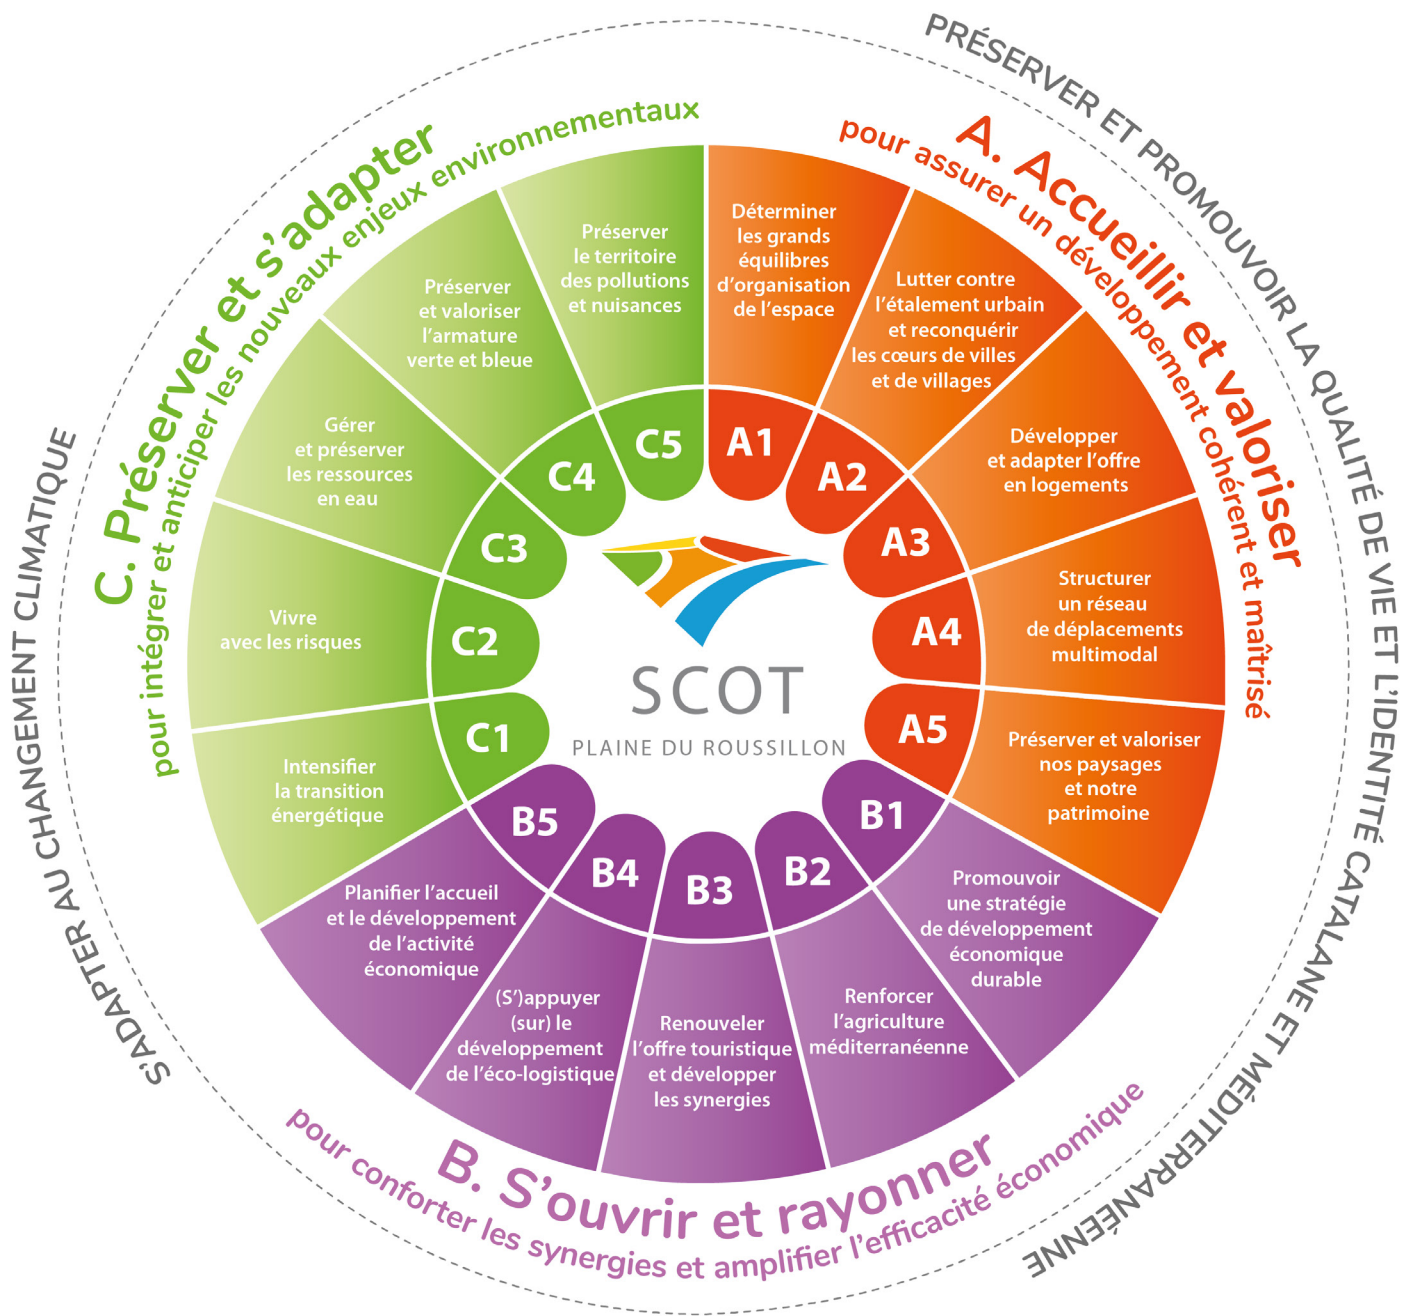 PRÉSERVER ET PROMOUVOIR LA QUALITÉ DE VIE ET L'IDENTITÉ CATALANE ET MÉDITERRANÉENNE
S'ADAPTER AU CHANGEMENT CLIMATIQUE
A. Accueillir et valoriser
pour assurer un développement cohérent et maîtrisé
A1
Déterminer
les grands
équilibres
d'organisation
de l'espace
A2
Lutter contre
l'étalement urbain
et reconquérir
les cœurs de villes
et de villages
A3
Développer
et adapter l'offre
en logements
A4
Structurer
un réseau
de déplacements
multimodal
A5
Préserver et valoriser
nos paysages
et notre
patrimoine
B. S'ouvrir et rayonner
pour conforter les synergies et amplifier l'efficacité économique
B1
Promouvoir
une stratégie
de développement
économique
durable
B2
Renforcer
l'agriculture
méditerranéenne
B3
Renouveler
l'offre touristique
et développer
les synergies
B4
(S')appuyer
(sur) le
développement
de l'éco-logistique
B5
Planifier l'accueil
et le développement
de l'activité
économique
C. Préserver et s'adapter
pour intégrer et anticiper les nouveaux enjeux environnementaux
C1
Intensifier
la transition
énergétique
C2
Vivre
avec les risques
C3
Gérer
et préserver
les ressources
en eau
C4
Préserver
et valoriser
l'armature
verte et bleue
C5
Préserver
le territoire
des pollutions
et nuisances
SCOT
PLAINE DU ROUSSILLON